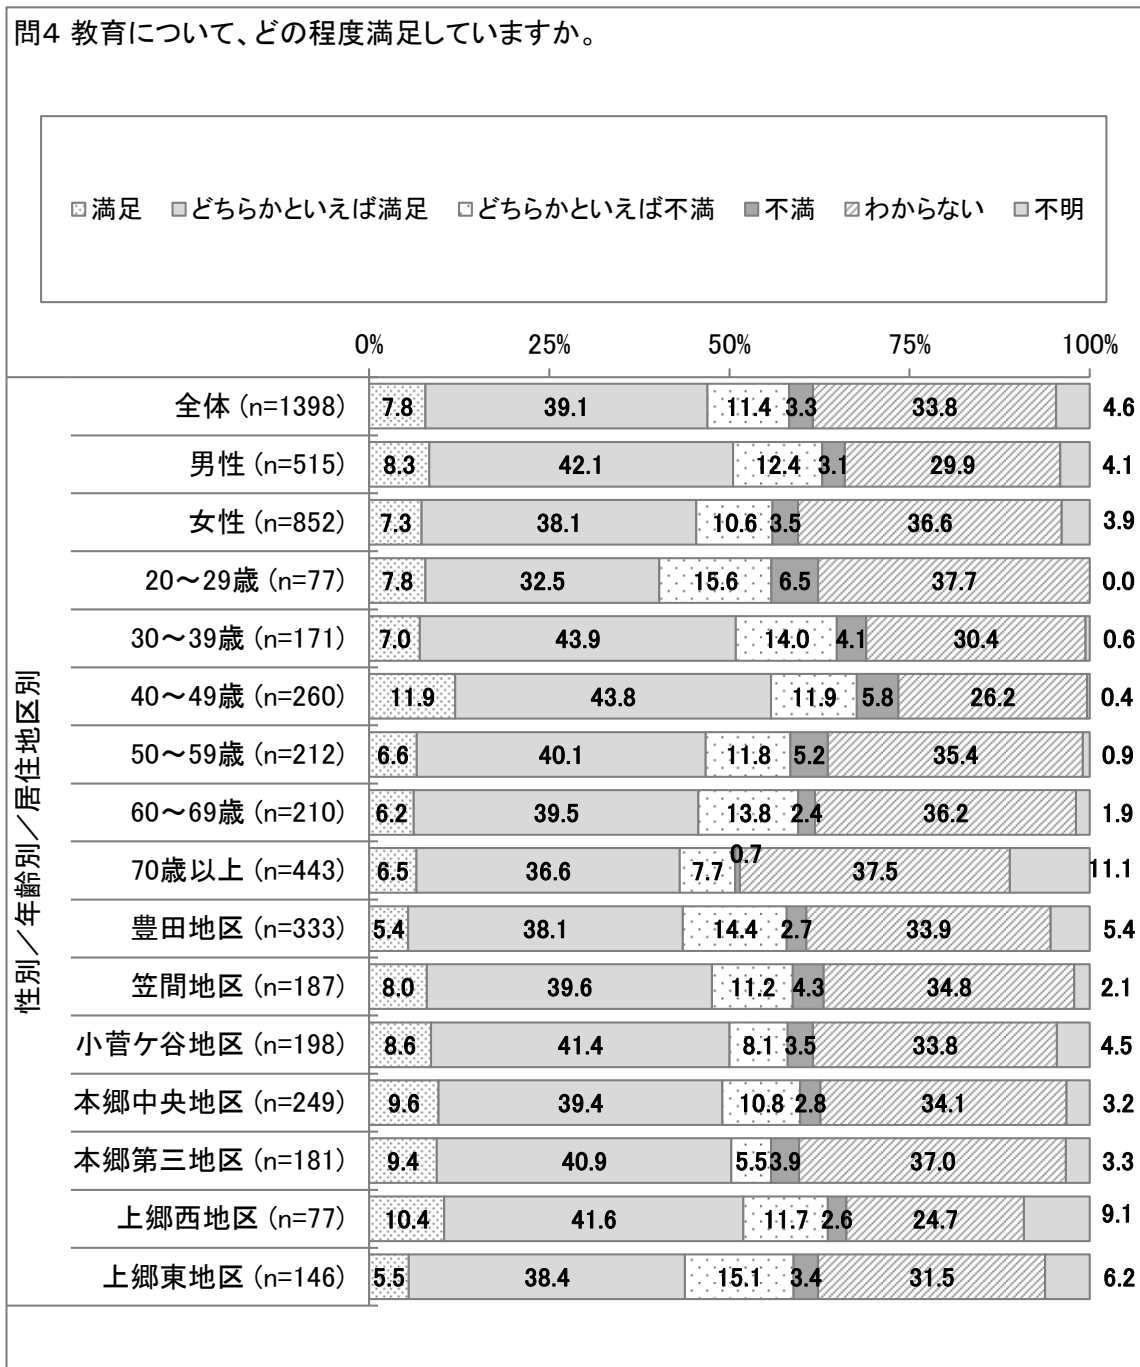 問4 教育について、どの程度満足していますか。
満足 どちらかといえば満足 どちらかといえば不満 不満 わからない 不明
0% 25% 50% 75% 100%
性別／年齢別／居住地区別
全体 (n=1398) 7.8 39.1 11.4 3.3 33.8 4.6
男性 (n=515) 8.3 42.1 12.4 3.1 29.9 4.1
女性 (n=852) 7.3 38.1 10.6 3.5 36.6 3.9
20～29歳 (n=77) 7.8 32.5 15.6 6.5 37.7 0.0
30～39歳 (n=171) 7.0 43.9 14.0 4.1 30.4 0.6
40～49歳 (n=260) 11.9 43.8 11.9 5.8 26.2 0.4
50～59歳 (n=212) 6.6 40.1 11.8 5.2 35.4 0.9
60～69歳 (n=210) 6.2 39.5 13.8 2.4 36.2 1.9
70歳以上 (n=443) 6.5 36.6 7.7 0.7 37.5 11.1
豊田地区 (n=333) 5.4 38.1 14.4 2.7 33.9 5.4
笠間地区 (n=187) 8.0 39.6 11.2 4.3 34.8 2.1
小菅ケ谷地区 (n=198) 8.6 41.4 8.1 3.5 33.8 4.5
本郷中央地区 (n=249) 9.6 39.4 10.8 2.8 34.1 3.2
本郷第三地区 (n=181) 9.4 40.9 5.5 3.9 37.0 3.3
上郷西地区 (n=77) 10.4 41.6 11.7 2.6 24.7 9.1
上郷東地区 (n=146) 5.5 38.4 15.1 3.4 31.5 6.2